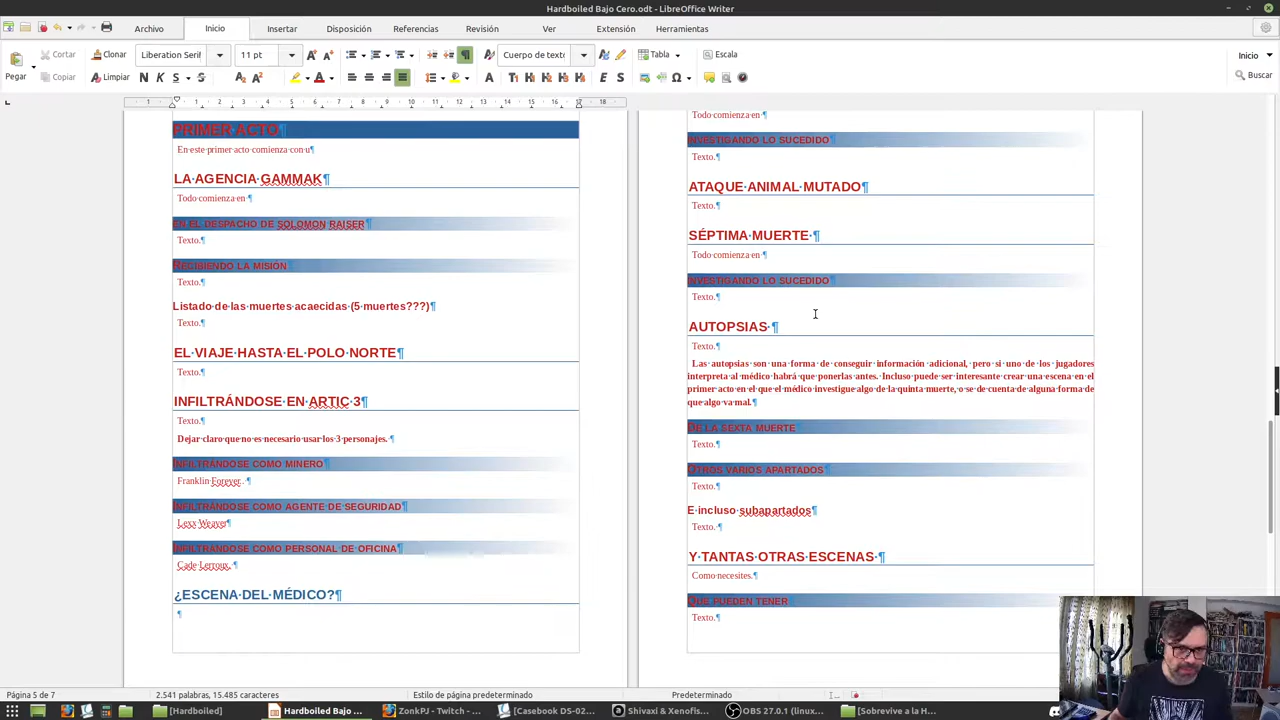 Hardboiled Bajo Cero.odt - LibreOffice Writer
Archivo Inicio Insertar Disposición Referencias Revisión Ver Extensión Herramientas
Pegar Cortar Clonar Liberation Serif 11 pt Cuerpo de texto Tabla Escala Inicio
Copiar Limpiar Buscar
PRIMER ACTO¶
En este primer acto comienza con u¶
LA AGENCIA GAMMAK¶
Todo comienza en ¶
EN EL DESPACHO DE SOLOMON RAISER¶
Texto.¶
RECIBIENDO LA MISIÓN
Texto.¶
Listado de las muertes acaecidas (5 muertes???)¶
Texto.¶
EL VIAJE HASTA EL POLO NORTE¶
Texto.¶
INFILTRÁNDOSE EN ARTIC 3¶
Texto.¶
Dejar claro que no es necesario usar los 3 personajes. ¶
INFILTRÁNDOSE COMO MINERO
Franklin Forever. ¶
INFILTRÁNDOSE COMO AGENTE DE SEGURIDAD¶
Lexx Weaver¶
INFILTRÁNDOSE COMO PERSONAL DE OFICINA¶
Cade Lerroux. ¶
¿ESCENA DEL MÉDICO?¶
¶
Todo comienza en ¶
INVESTIGANDO LO SUCEDIDO
Texto.¶
ATAQUE ANIMAL MUTADO¶
Texto.¶
SÉPTIMA MUERTE ¶
Todo comienza en ¶
INVESTIGANDO LO SUCEDIDO
Texto.¶
AUTOPSIAS ¶
Texto.¶
Las autopsias son una forma de conseguir información adicional, pero si uno de los jugadores
interpreta al médico habrá que ponerlas antes. Incluso puede ser interesante crear una escena en el
primer acto en el que el médico investigue algo de la quinta muerte, o se de cuenta de alguna forma de
que algo va mal.¶
DE LA SEXTA MUERTE
Texto.¶
OTROS VARIOS APARTADOS
Texto.¶
E incluso subapartados¶
Texto. ¶
Y TANTAS OTRAS ESCENAS ¶
Como necesites.¶
QUE PUEDEN TENER
Texto.¶
Página 5 de 7 2.541 palabras, 15.485 caracteres Estilo de página predeterminado Predeterminado
[Hardboiled] Hardboiled Bajo ... ZonkPJ - Twitch - ... [Casebook DS-02... Shivaxi & Xenofis... OBS 27.0.1 (linux... [Sobrevive a la H...